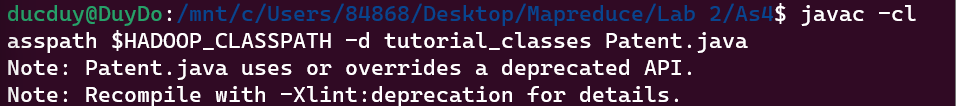 ducduy@DuyDo:/mnt/c/Users/84868/Desktop/Mapreduce/Lab 2/As4$ javac -cl
asspath $HADOOP_CLASSPATH -d tutorial_classes Patent.java
Note: Patent.java uses or overrides a deprecated API.
Note: Recompile with -Xlint:deprecation for details.